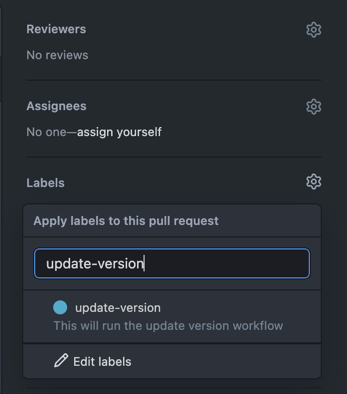 Reviewers
No reviews
Assignees
No one—assign yourself
Labels
Apply labels to this pull request
update-version
update-version
This will run the update version workflow
Edit labels